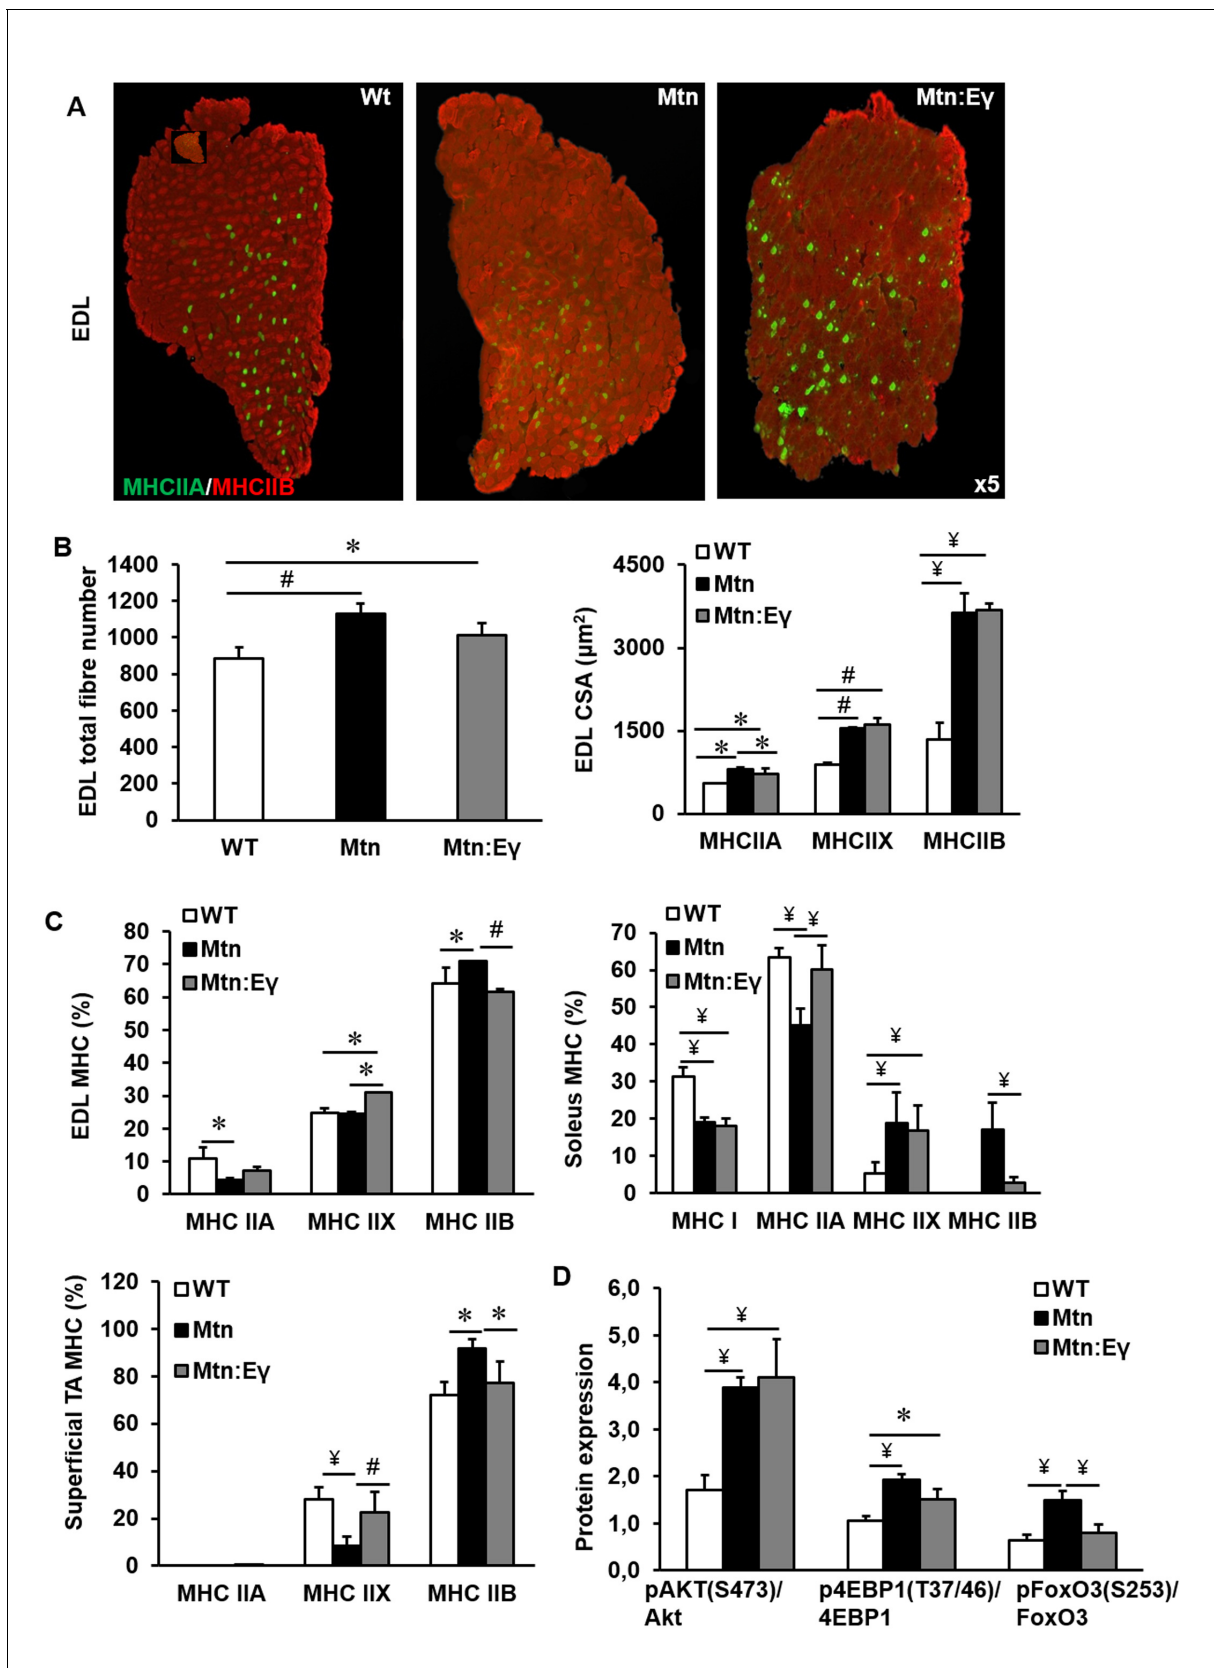 A
Wt
Mtn
Mtn:Eγ
EDL
MHCIIA/MHCIIB
x5
B
EDL total fibre number
1400
1200
1000
800
600
400
200
0
*
#
WT
Mtn
Mtn:Eγ
EDL CSA (µm²)
4500
3000
1500
0
WT
Mtn
Mtn:Eγ
¥
¥
#
#
*
*
*
MHCIIA
MHCIIX
MHCIIB
C
EDL MHC (%)
80
70
60
50
40
30
20
10
0
WT
Mtn
Mtn:Eγ
*
*
*
*
#
MHC IIA
MHC IIX
MHC IIB
Soleus MHC (%)
70
60
50
40
30
20
10
0
WT
Mtn
Mtn:Eγ
¥
¥
¥
¥
¥
¥
¥
MHC I
MHC IIA
MHC IIX
MHC IIB
Superficial TA MHC (%)
120
100
80
60
40
20
0
WT
Mtn
Mtn:Eγ
¥
#
*
*
MHC IIA
MHC IIX
MHC IIB
D
Protein expression
6,0
5,0
4,0
3,0
2,0
1,0
0,0
WT
Mtn
Mtn:Eγ
¥
¥
*
¥
¥
¥
pAKT(S473)/
Akt
p4EBP1(T37/46)/
4EBP1
pFoxO3(S253)/
FoxO3